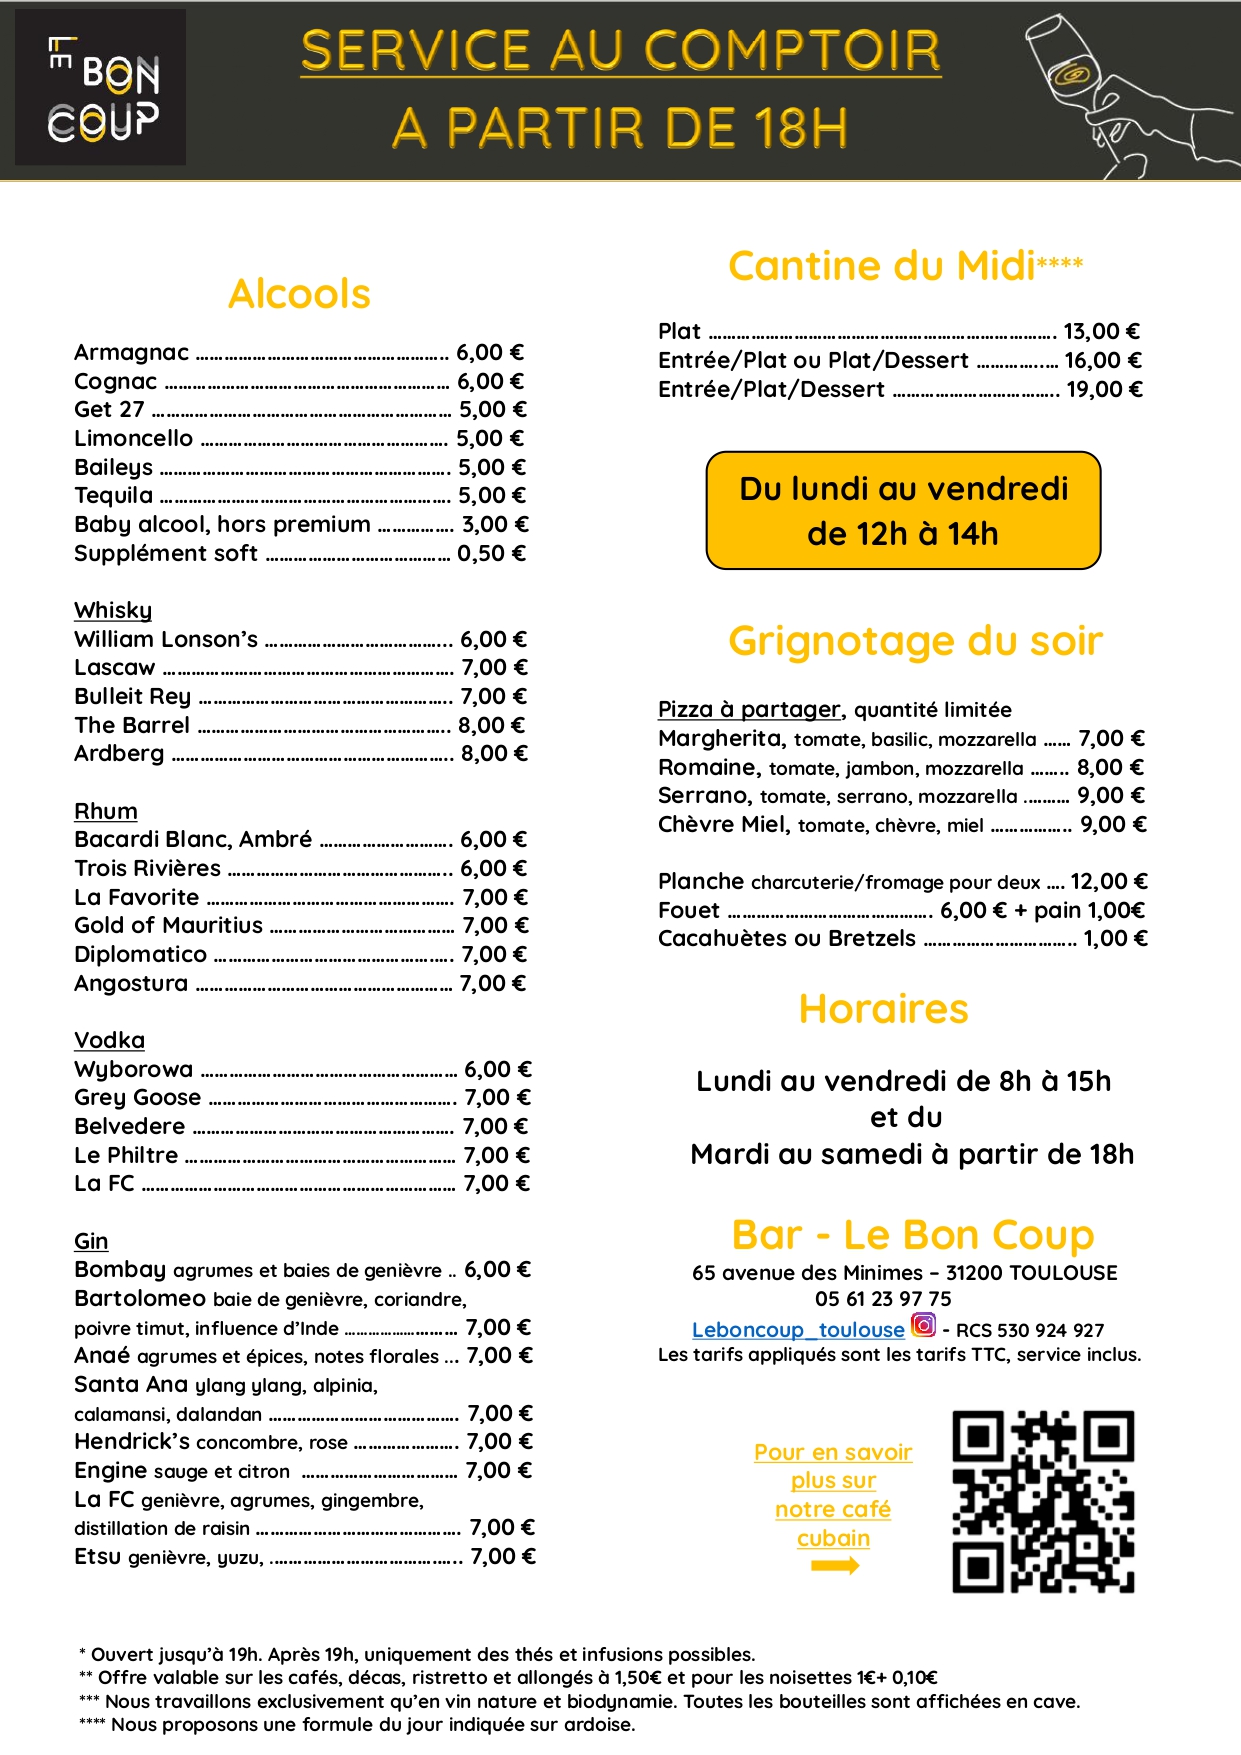 LE BON COUP
SERVICE AU COMPTOIR
A PARTIR DE 18H
Alcools
Armagnac ................................................ 6,00 €
Cognac ...................................................... 6,00 €
Get 27 ........................................................ 5,00 €
Limoncello ............................................... 5,00 €
Baileys ....................................................... 5,00 €
Tequila ....................................................... 5,00 €
Baby alcool, hors premium ............... 3,00 €
Supplément soft ................................... 0,50 €
Whisky
William Lonson’s .................................... 6,00 €
Lascaw ....................................................... 7,00 €
Bulleit Rey ................................................ 7,00 €
The Barrel ................................................ 8,00 €
Ardberg ..................................................... 8,00 €
Rhum
Bacardi Blanc, Ambré ......................... 6,00 €
Trois Rivières ........................................... 6,00 €
La Favorite ............................................... 7,00 €
Gold of Mauritius ................................... 7,00 €
Diplomatico .............................................. 7,00 €
Angostura ................................................. 7,00 €
Vodka
Wyborowa ................................................ 6,00 €
Grey Goose ............................................... 7,00 €
Belvedere ................................................. 7,00 €
Le Philtre ................................................... 7,00 €
La FC ........................................................... 7,00 €
Gin
Bombay agrumes et baies de genièvre .. 6,00 €
Bartolomeo baie de genièvre, coriandre,
poivre timut, influence d’Inde ...................... 7,00 €
Anaé agrumes et épices, notes florales ... 7,00 €
Santa Ana ylang ylang, alpinia,
calamansi, dalandan .................................... 7,00 €
Hendrick’s concombre, rose .................... 7,00 €
Engine sauge et citron .............................. 7,00 €
La FC genièvre, agrumes, gingembre,
distillation de raisin ....................................... 7,00 €
Etsu genièvre, yuzu, ..................................... 7,00 €
Cantine du Midi****
Plat .................................................................. 13,00 €
Entrée/Plat ou Plat/Dessert ................ 16,00 €
Entrée/Plat/Dessert ................................ 19,00 €
Du lundi au vendredi
de 12h à 14h
Grignotage du soir
Pizza à partager, quantité limitée
Margherita, tomate, basilic, mozzarella ...... 7,00 €
Romaine, tomate, jambon, mozzarella ........ 8,00 €
Serrano, tomate, serrano, mozzarella .......... 9,00 €
Chèvre Miel, tomate, chèvre, miel ................. 9,00 €
Planche charcuterie/fromage pour deux .... 12,00 €
Fouet ....................................... 6,00 € + pain 1,00€
Cacahuètes ou Bretzels ............................. 1,00 €
Horaires
Lundi au vendredi de 8h à 15h
et du
Mardi au samedi à partir de 18h
Bar - Le Bon Coup
65 avenue des Minimes – 31200 TOULOUSE
05 61 23 97 75
Leboncoup_toulouse - RCS 530 924 927
Les tarifs appliqués sont les tarifs TTC, service inclus.
Pour en savoir
plus sur
notre café
cubain
* Ouvert jusqu’à 19h. Après 19h, uniquement des thés et infusions possibles.
** Offre valable sur les cafés, décas, ristretto et allongés à 1,50€ et pour les noisettes 1€+ 0,10€
*** Nous travaillons exclusivement qu’en vin nature et biodynamie. Toutes les bouteilles sont affichées en cave.
**** Nous proposons une formule du jour indiquée sur ardoise.